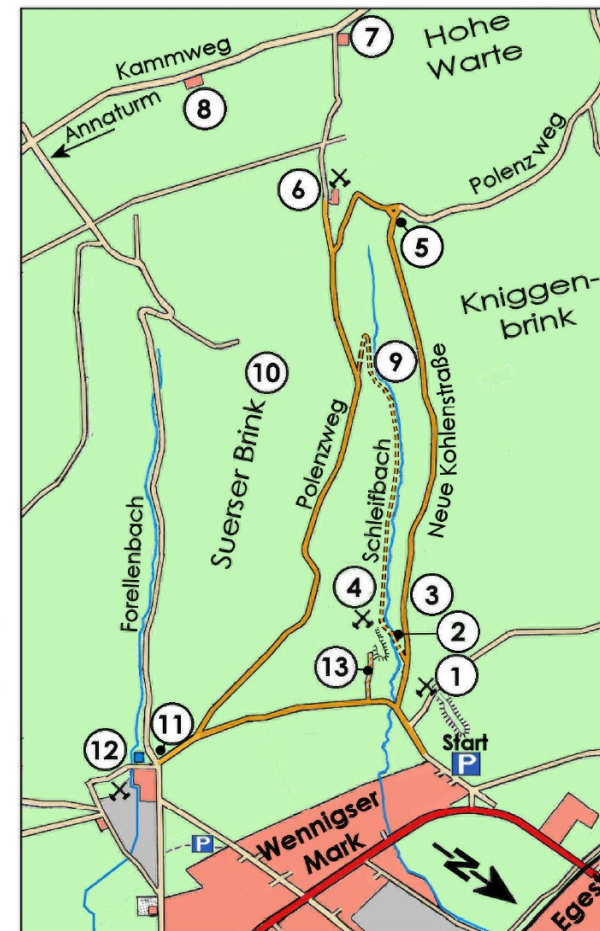 7
Hohe
Warte
Kammweg
8
Annaturm
Polenzweg
6
5
Kniggen-
brink
9
10
Suerser Brink
Polenzweg
Schleifbach
Neue Kohlenstraße
Forellenbach
4
3
2
1
13
11
12
Start
P
P
Wennigser
Mark
N
Egest